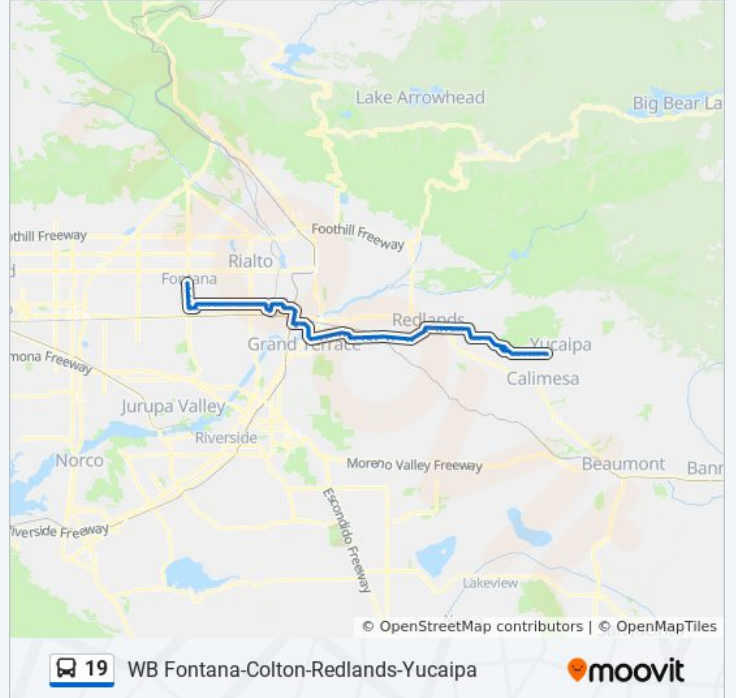 Lake Arrowhead
Big Bear La
Foothill Freeway
othill Freeway
Rialto
Fontana
Redlands
Grand Terrace
Yucaipa
mona Freeway
Calimesa
Jurupa Valley
Riverside
Norco
Moreno Valley Freeway
Beaumont
Bann
Escondido Freeway
iverside Freeway
Lakeview
© OpenStreetMap contributors | © OpenMapTiles
19 WB Fontana-Colton-Redlands-Yucaipa
moovit